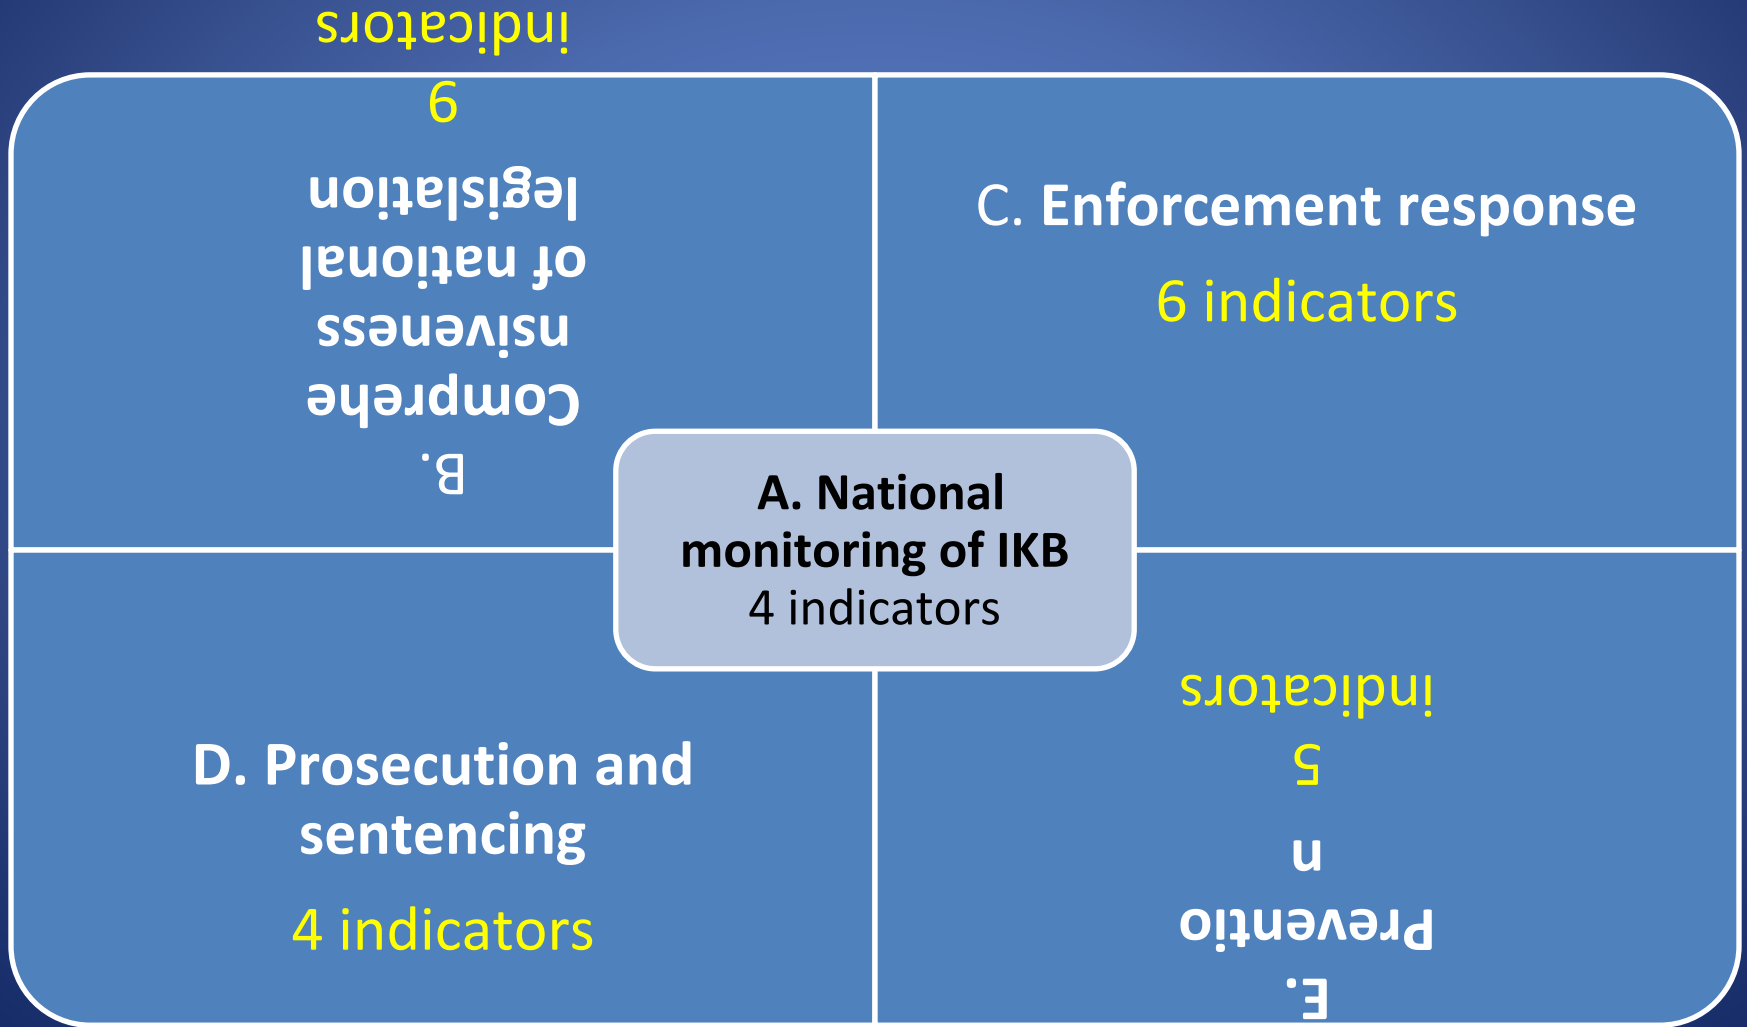 B.
Comprehe
nsiveness
of national
legislation
9
indicators
C. Enforcement response
6 indicators
A. National
monitoring of IKB
4 indicators
D. Prosecution and
sentencing
4 indicators
E.
Preventio
n
5
indicators